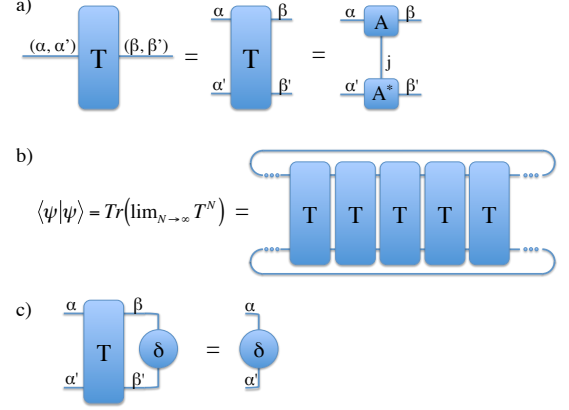 a)
(α, α') T (β, β') = α β T α' β' = α A β j α' A* β'
b)
⟨ψ|ψ⟩ = Tr(lim_{N→∞} T^N) = T T T T T
c)
α β T δ α' β' = α δ α'